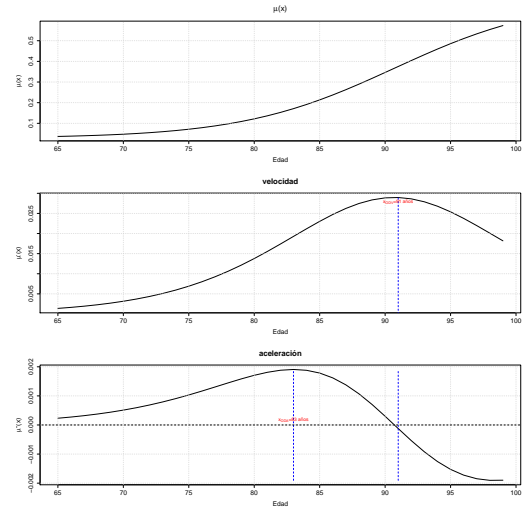 μ(x)
μ(x)
0.1 0.2 0.3 0.4 0.5
65 70 75 80 85 90 95 100
Edad
velocidad
μ'(x)
0.005 0.015 0.025
65 70 75 80 85 90 95 100
Edad
aceleración
μ''(x)
−0.002 −0.001 0.000 0.001 0.002
años
65 70 75 80 85 90 95 100
Edad